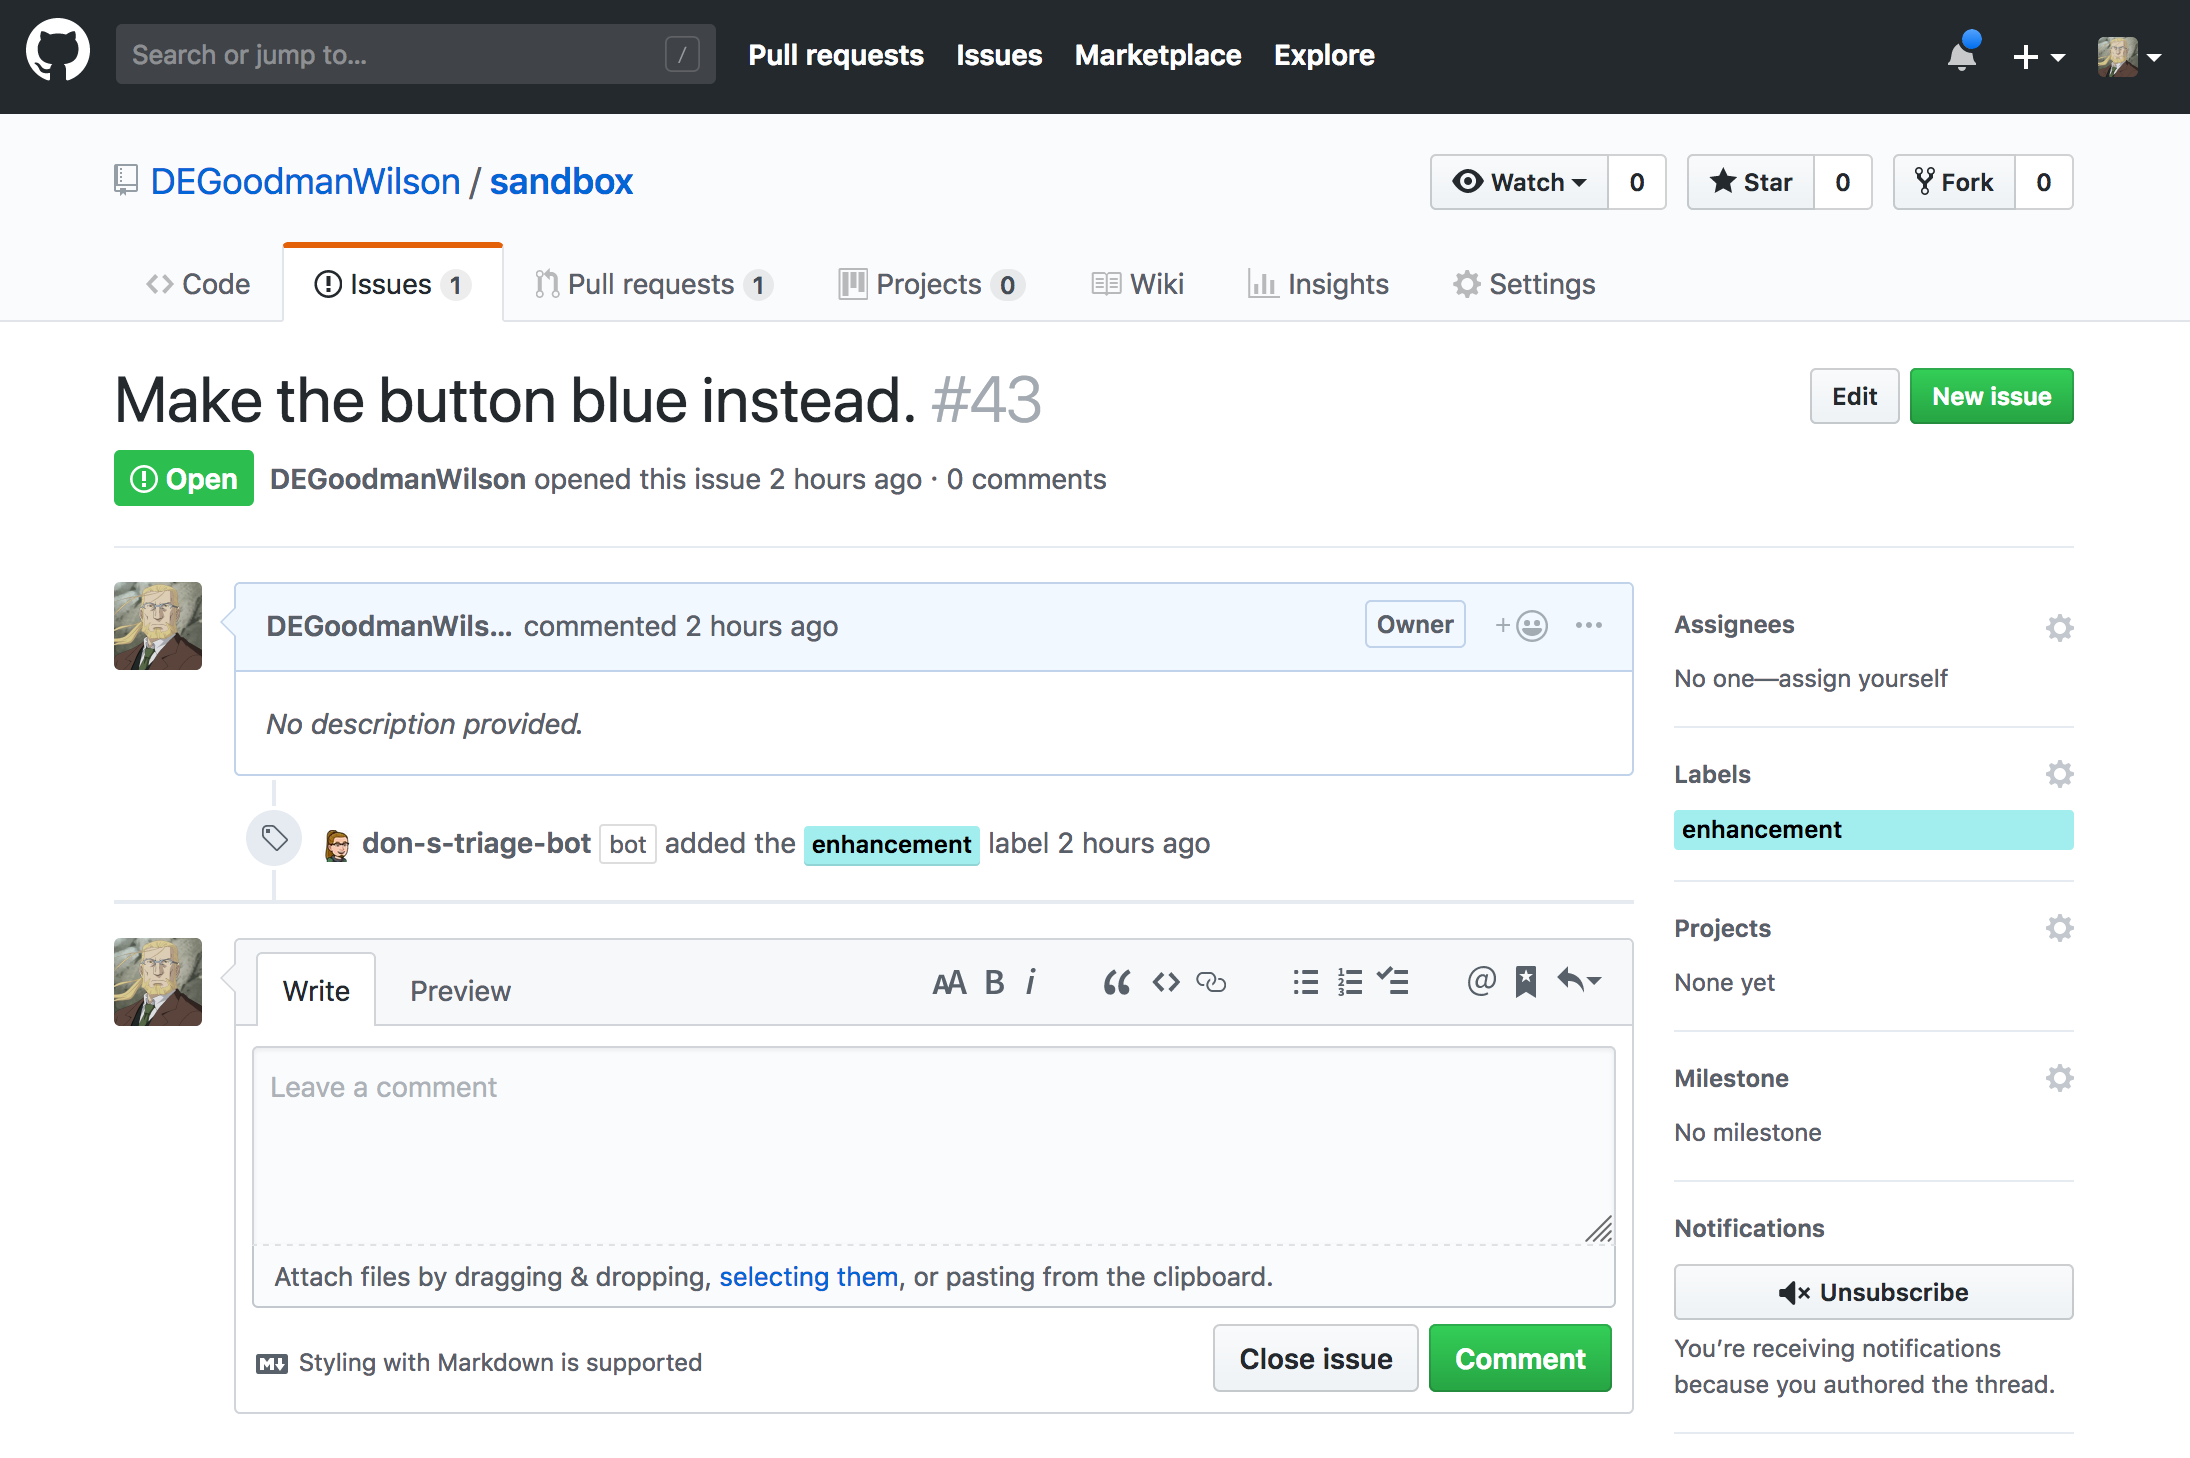 Search or jump to... /
Pull requests Issues Marketplace Explore
DEGoodmanWilson / sandbox
Watch 0 Star 0 Fork 0
Code Issues 1 Pull requests 1 Projects 0 Wiki Insights Settings
Make the button blue instead. #43
Edit New issue
Open DEGoodmanWilson opened this issue 2 hours ago · 0 comments
DEGoodmanWils... commented 2 hours ago Owner +
No description provided.
don-s-triage-bot bot added the enhancement label 2 hours ago
Write Preview
AA B i “ <> 1 2 3 @
Leave a comment
Attach files by dragging & dropping, selecting them, or pasting from the clipboard.
M Styling with Markdown is supported
Close issue Comment
Assignees
No one—assign yourself
Labels
enhancement
Projects
None yet
Milestone
No milestone
Notifications
Unsubscribe
You’re receiving notifications
because you authored the thread.